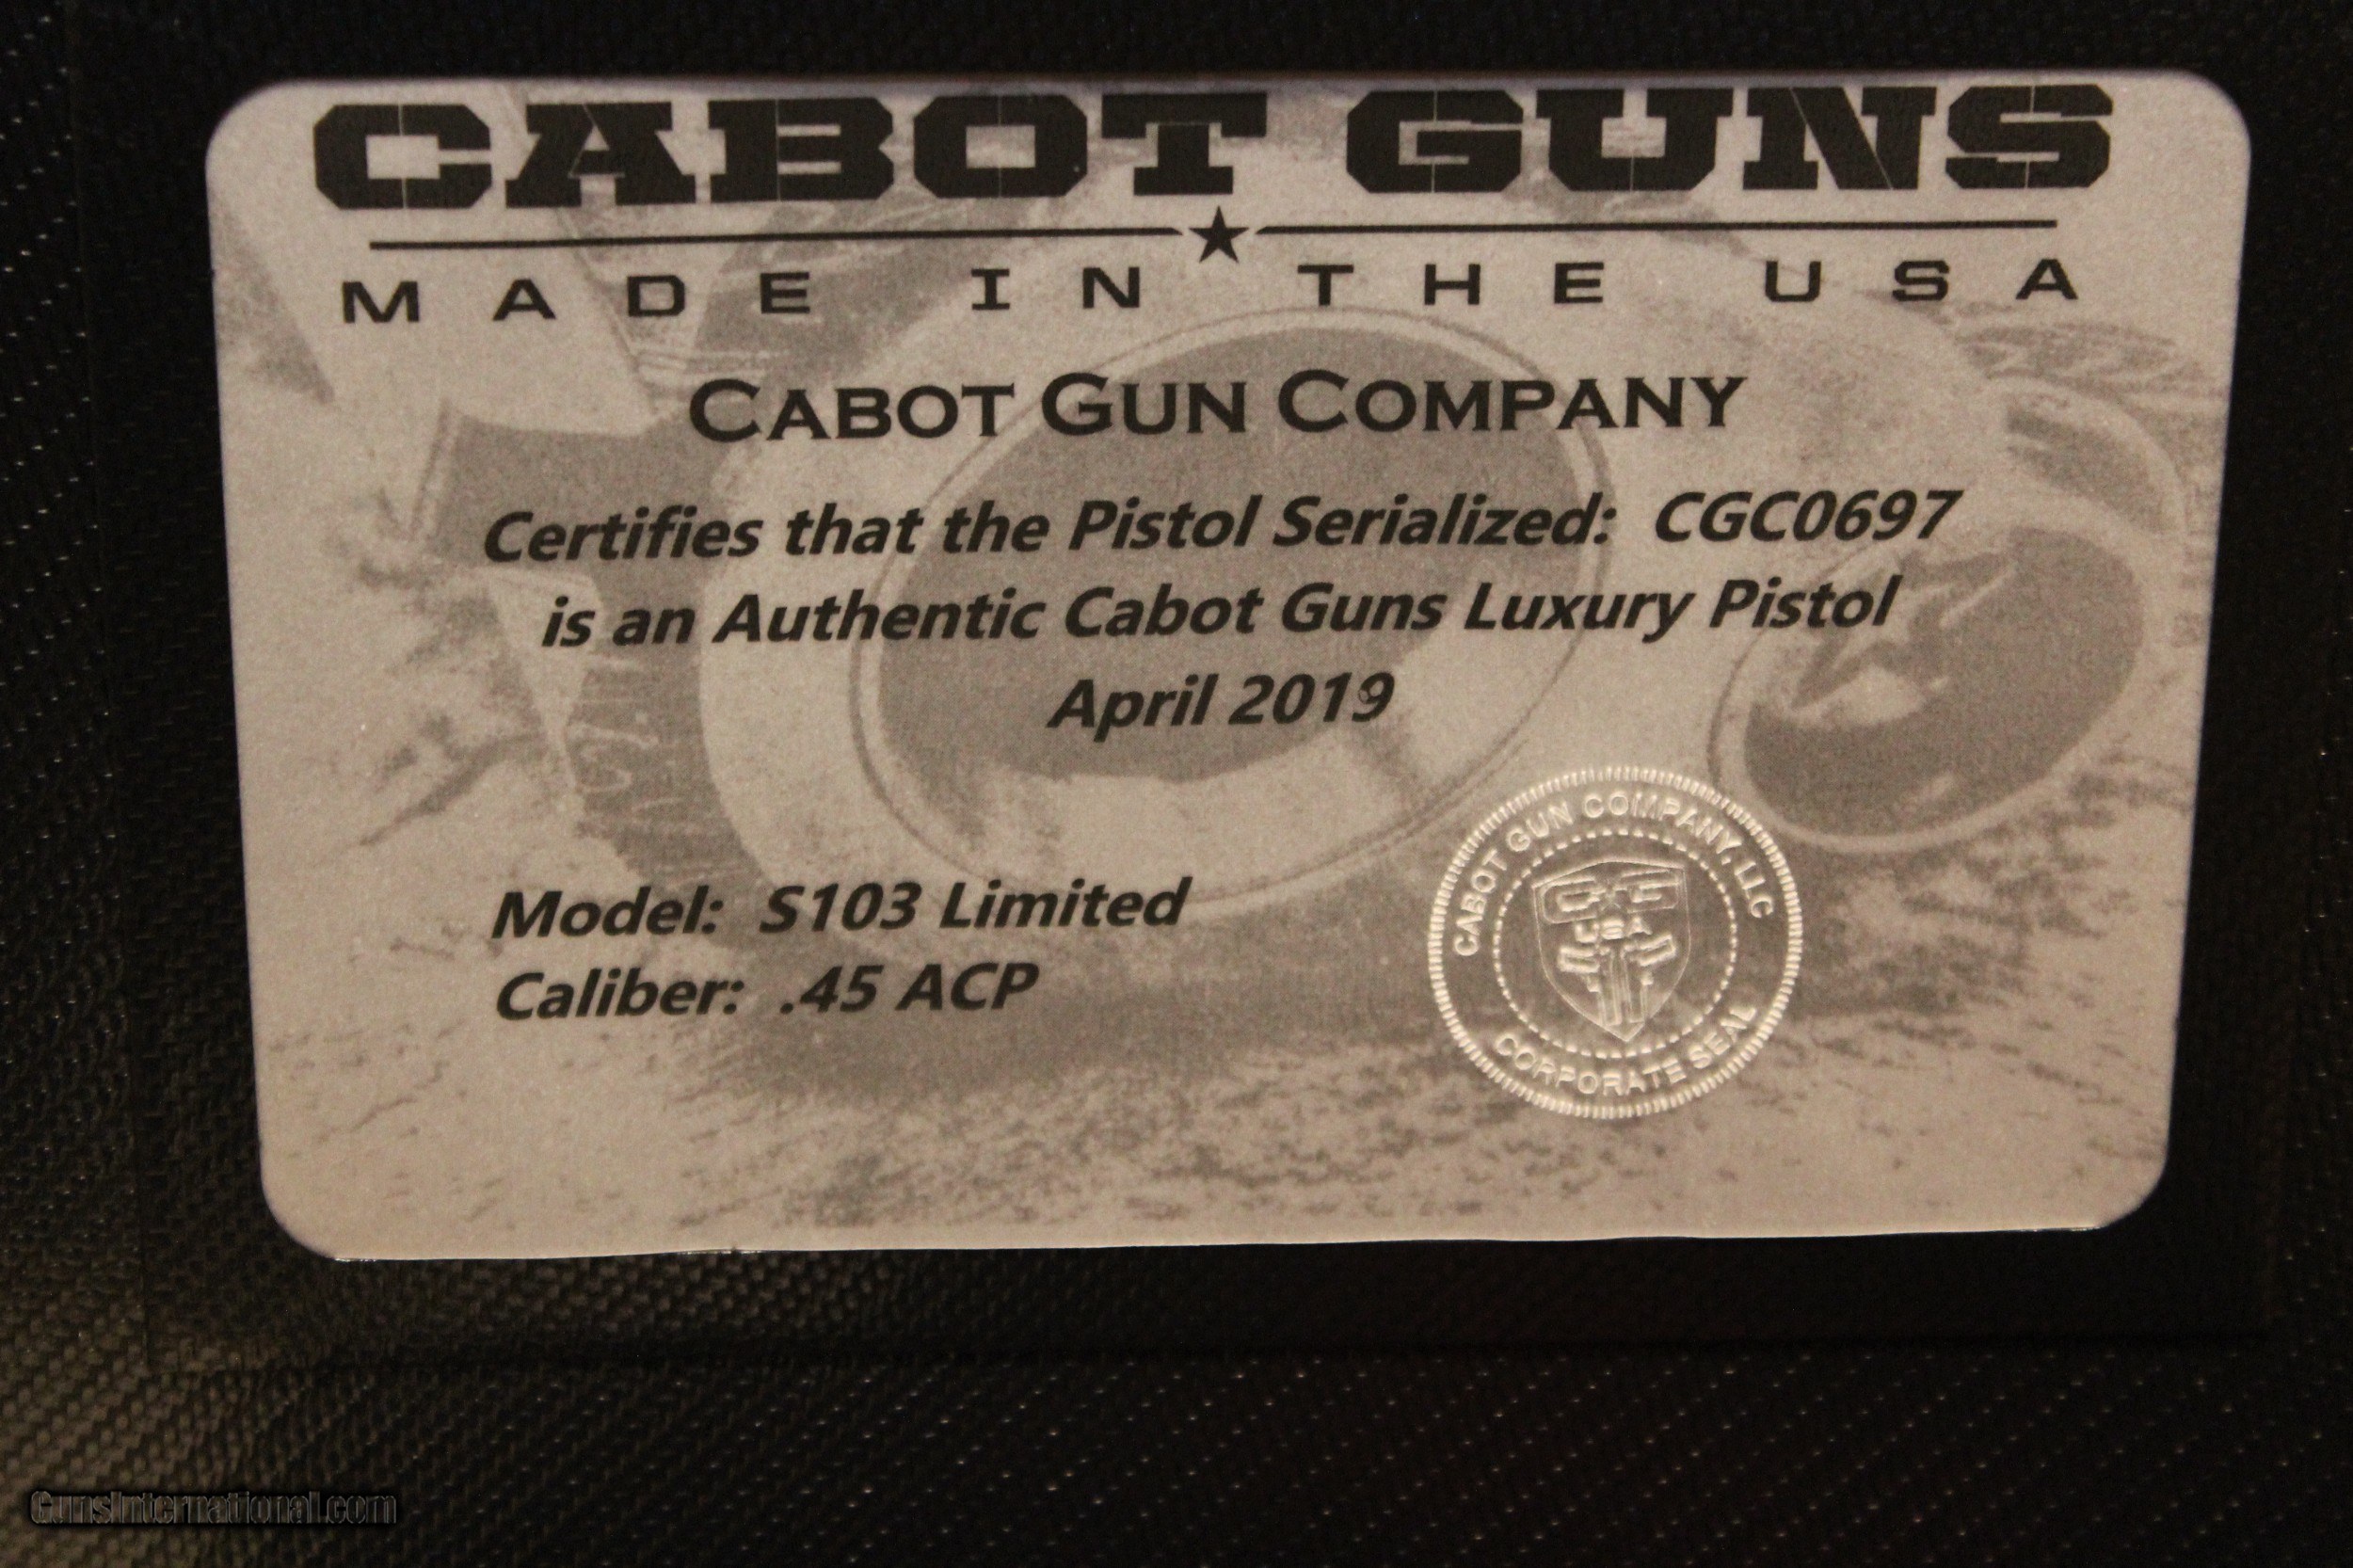 CABOT GUNS
MADE IN THE USA
CABOT GUN COMPANY
Certifies that the Pistol Serialized: CGC0697
is an Authentic Cabot Guns Luxury Pistol
April 2019
Model: S103 Limited
Caliber: .45 ACP
CABOT GUN COMPANY, LLC
USA
CORPORATE SEAL
GunsInternational.com